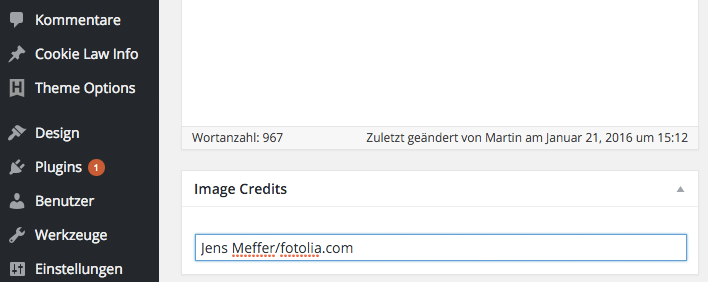 Kommentare
Cookie Law Info
Theme Options
Design
Plugins 1
Benutzer
Werkzeuge
Einstellungen
Wortanzahl: 967 Zuletzt geändert von Martin am Januar 21, 2016 um 15:12
Image Credits
Jens Meffer/fotolia.com